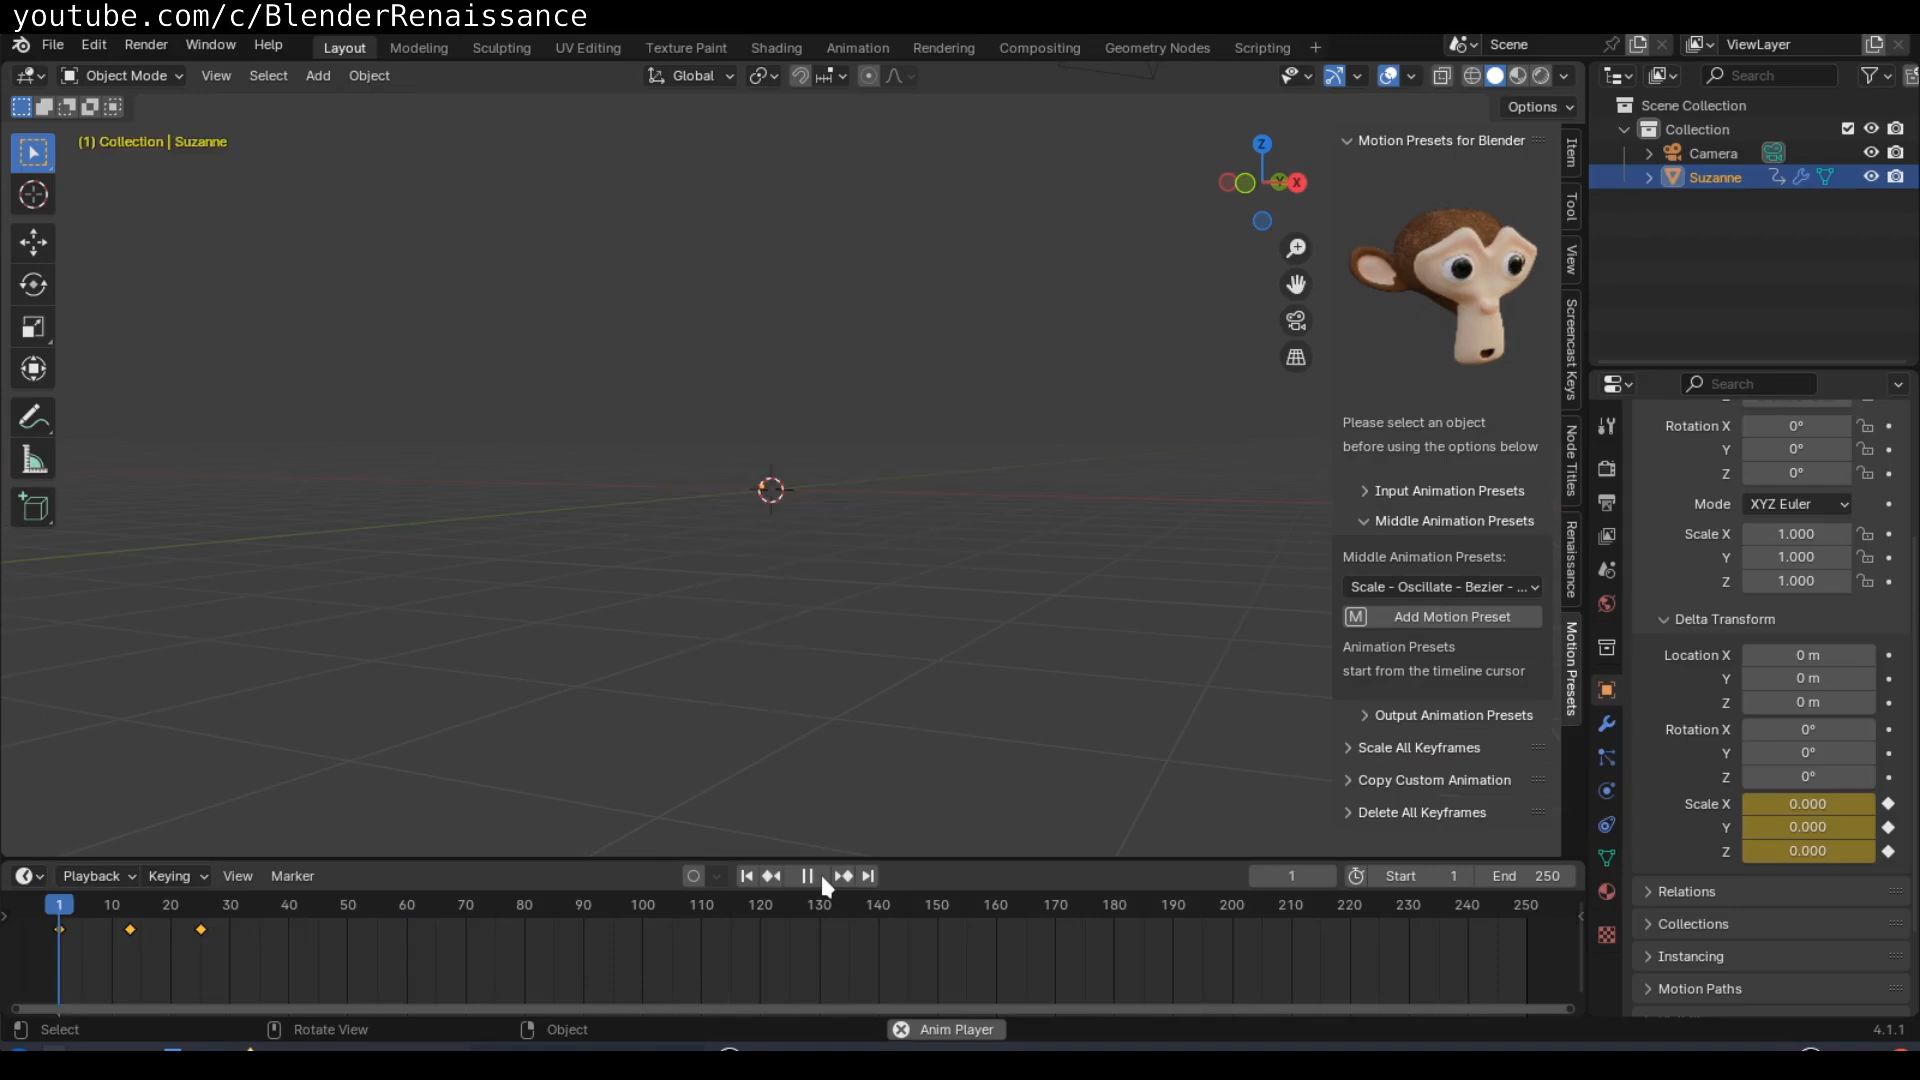 youtube.com/c/BlenderRenaissance
File Edit Render Window Help Layout Modeling Sculpting UV Editing Texture Paint Shading Animation Rendering Compositing Geometry Nodes Scripting + Scene ViewLayer
Object Mode View Select Add Object Global Search
Options
(1) Collection | Suzanne
Z
Y X
Motion Presets for Blender
Please select an object
before using the options below
Input Animation Presets
Middle Animation Presets
Middle Animation Presets:
Scale - Oscillate - Bezier - ...
M Add Motion Preset
Animation Presets
start from the timeline cursor
Output Animation Presets
Scale All Keyframes
Copy Custom Animation
Delete All Keyframes
Item
Tool
View
Screencast Keys
Node Titles
Renaissance
Motion Presets
Scene Collection
Collection
Camera
Suzanne
Search
Rotation X 0°
Y 0°
Z 0°
Mode XYZ Euler
Scale X 1.000
Y 1.000
Z 1.000
Delta Transform
Location X 0 m
Y 0 m
Z 0 m
Rotation X 0°
Y 0°
Z 0°
Scale X 0.000
Y 0.000
Z 0.000
Relations
Collections
Instancing
Motion Paths
Playback Keying View Marker 1 Start 1 End 250
1 10 20 30 40 50 60 70 80 90 100 110 120 130 140 150 160 170 180 190 200 210 220 230 240 250
Select Rotate View Object Anim Player 4.1.1